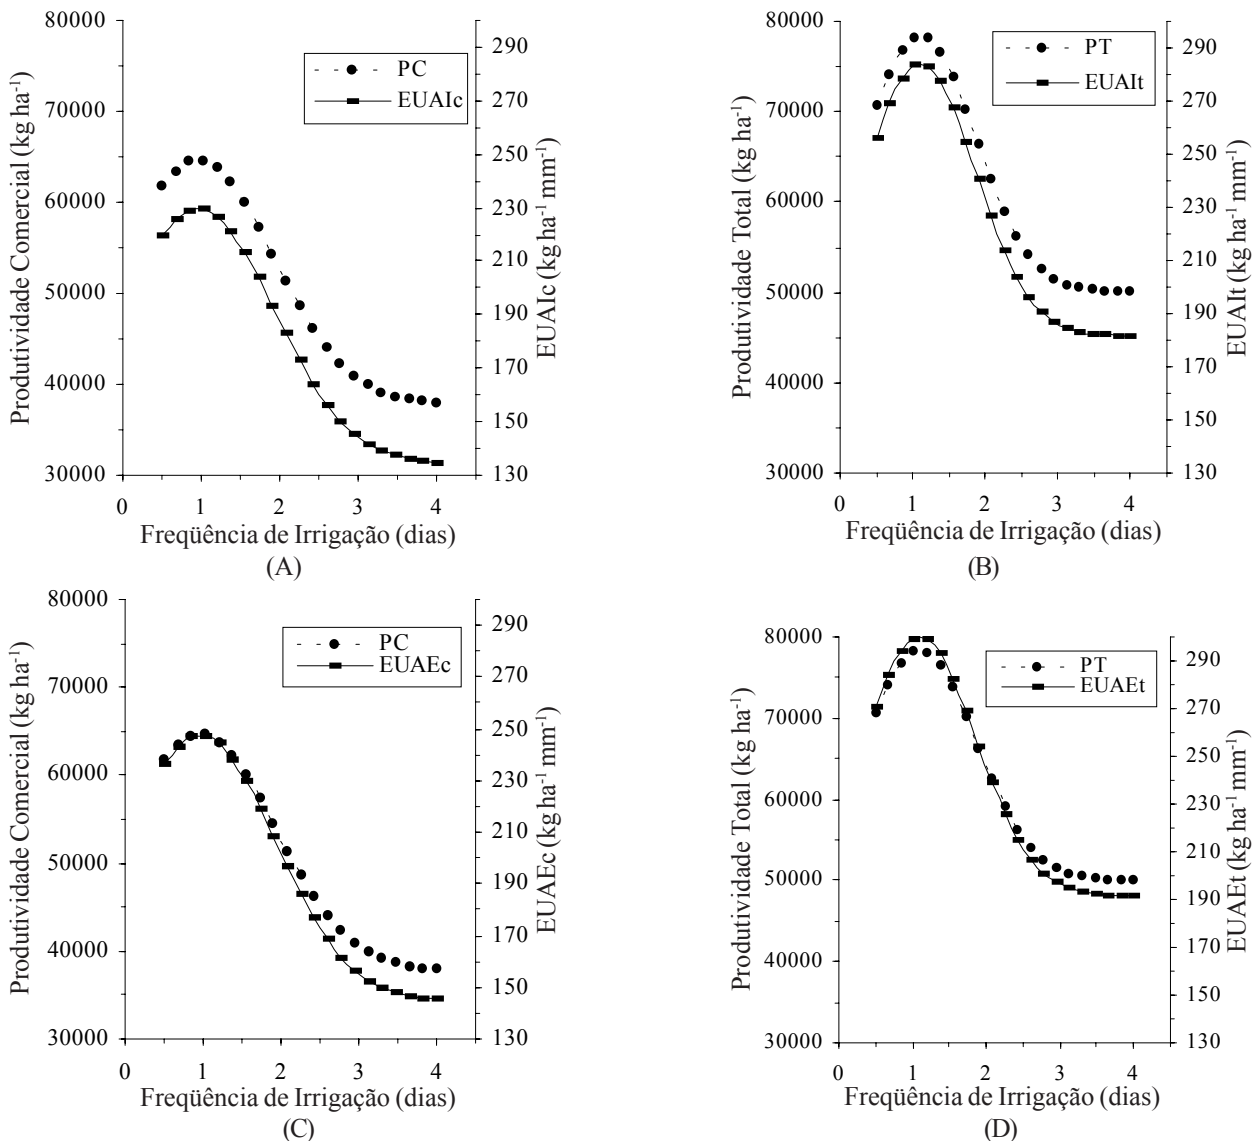 80000
70000
60000
50000
40000
30000
Produtividade Comercial (kg ha⁻¹)
PC
EUAIc
290
270
250
230
210
190
170
150
130
EUAIc (kg ha⁻¹ mm⁻¹)
0 1 2 3 4
Freqüência de Irrigação (dias)
(A)
80000
70000
60000
50000
40000
30000
Produtividade Total (kg ha⁻¹)
PT
EUAIt
290
270
250
230
210
190
170
150
130
EUAIt (kg ha⁻¹ mm⁻¹)
0 1 2 3 4
Freqüência de Irrigação (dias)
(B)
80000
70000
60000
50000
40000
30000
Produtividade Comercial (kg ha⁻¹)
PC
EUAEc
290
270
250
230
210
190
170
150
130
EUAEc (kg ha⁻¹ mm⁻¹)
0 1 2 3 4
Freqüência de Irrigação (dias)
(C)
80000
70000
60000
50000
40000
30000
Produtividade Total (kg ha⁻¹)
PT
EUAEt
290
270
250
230
210
190
170
150
130
EUAEt (kg ha⁻¹ mm⁻¹)
0 1 2 3 4
Freqüência de Irrigação (dias)
(D)